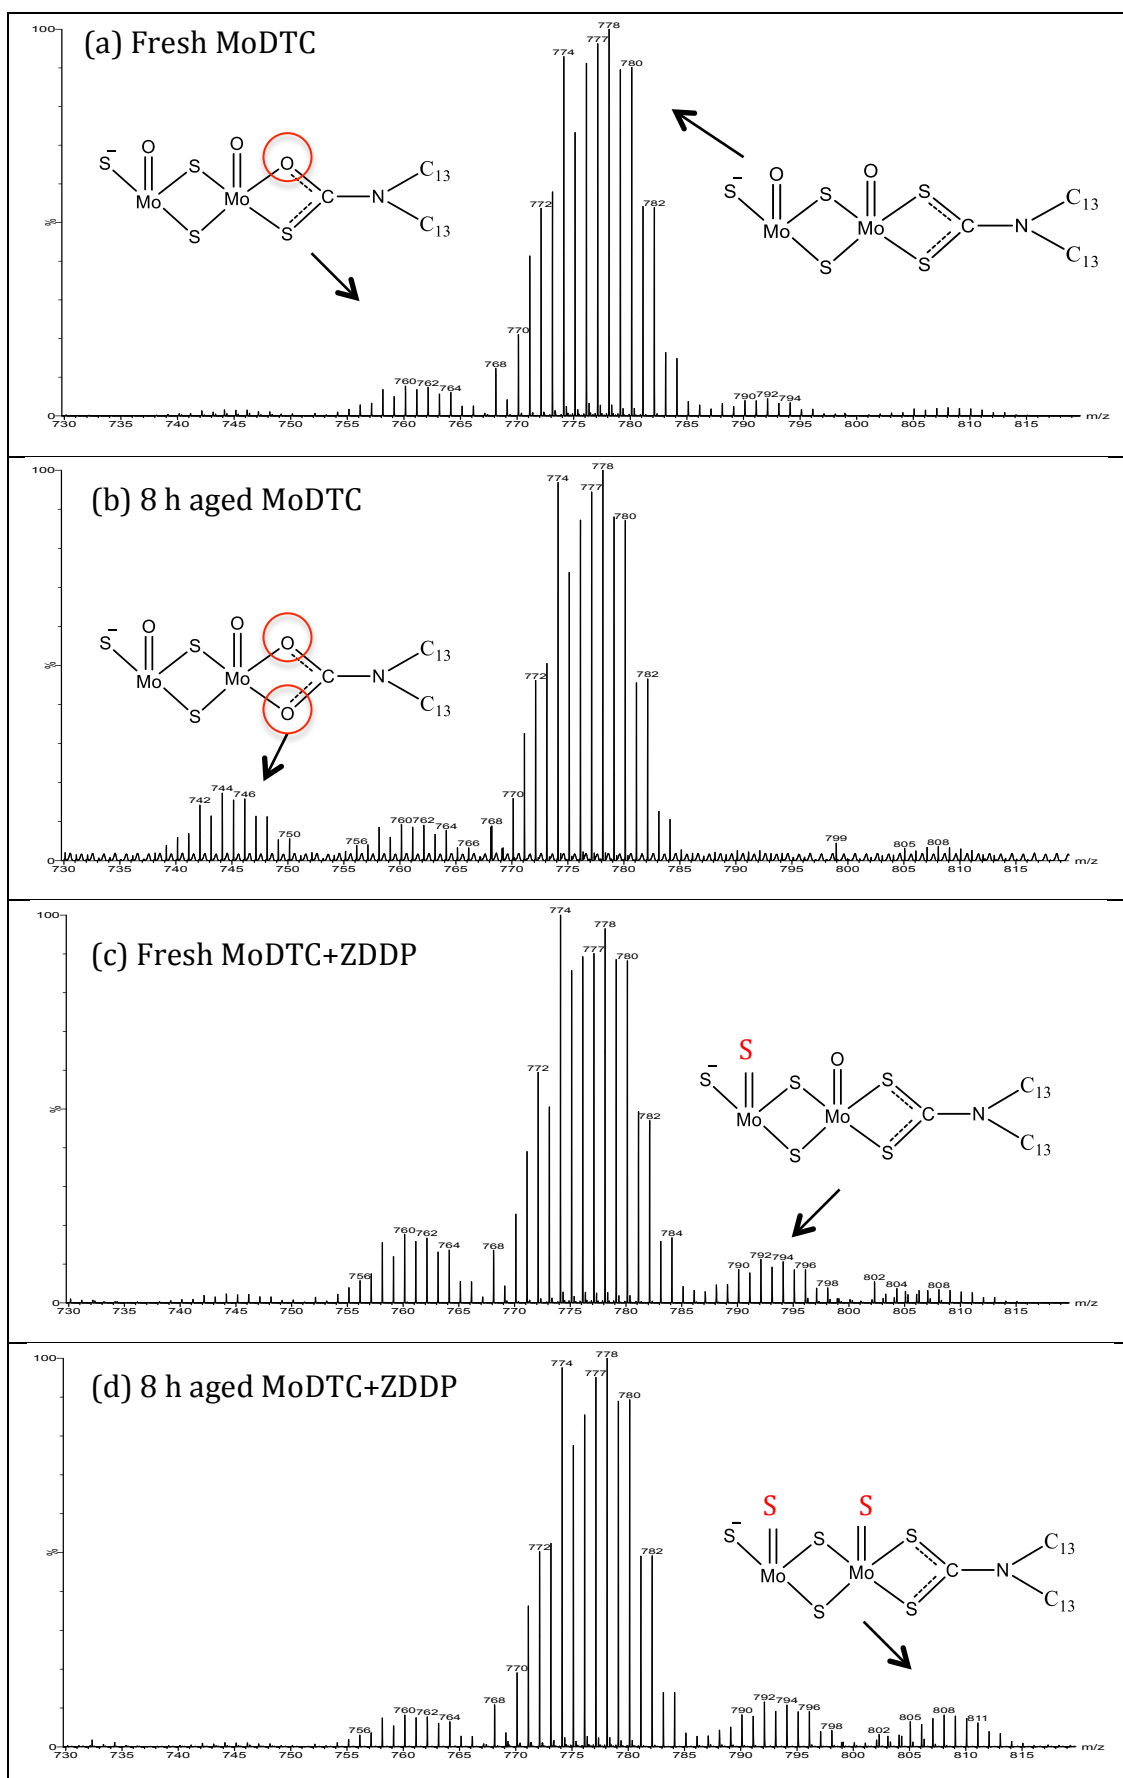 (a) Fresh MoDTC
100
%
0
774
777
778
780
772
782
770
768
760
762
764
790
792
794
S⁻
O
O
S
O
C₁₃
Mo
Mo
C
N
S
S
C₁₃
S⁻
O
O
S
S
C₁₃
Mo
Mo
C
N
S
S
C₁₃
730 735 740 745 750 755 760 765 770 775 780 785 790 795 800 805 810 815 m/z
(b) 8 h aged MoDTC
100
%
0
778
774
777
780
772
782
770
768
742
744
746
750
756
760
762
764
766
799
805
808
S⁻
O
O
S
O
C₁₃
Mo
Mo
C
N
S
O
C₁₃
730 735 740 745 750 755 760 765 770 775 780 785 790 795 800 805 810 815 m/z
(c) Fresh MoDTC+ZDDP
100
%
0
774
778
777
780
772
782
784
768
756
760
762
764
790
792
794
796
798
802
804
808
S
O
S⁻
S
S
C₁₃
Mo
Mo
C
N
S
S
C₁₃
730 735 740 745 750 755 760 765 770 775 780 785 790 795 800 805 810 815 m/z
(d) 8 h aged MoDTC+ZDDP
100
%
0
778
774
777
780
772
782
770
768
756
760
762
764
790
792
794
796
798
802
805
808
811
S
S
S⁻
S
S
C₁₃
Mo
Mo
C
N
S
S
C₁₃
730 735 740 745 750 755 760 765 770 775 780 785 790 795 800 805 810 815 m/z